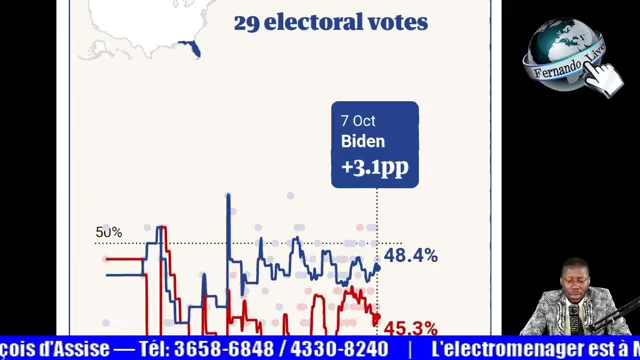 29 electoral votes
Fernando Live
7 Oct
Biden
+3.1pp
50%
48.4%
45.3%
çois d'Assise — Tél: 3658-6848 / 4330-8240 | L'electromenager est à